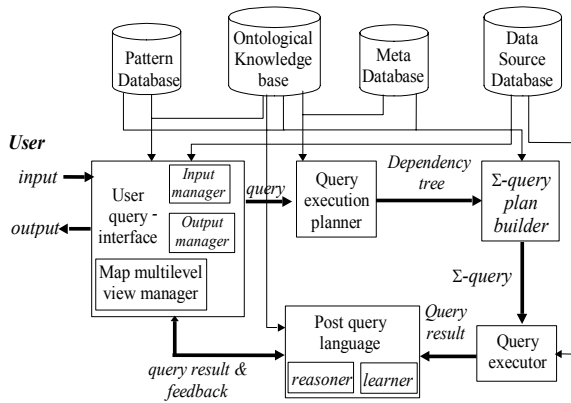 Pattern
Database
Ontological
Knowledge
base
Meta
Database
Data
Source
Database
User
input
output
User
query -
interface
Input
manager
Output
manager
Map multilevel
view manager
query
Query
execution
planner
Dependency
tree
Σ-query
plan
builder
Σ-query
Query
executor
Query
result
Post query
language
reasoner
learner
query result &
feedback